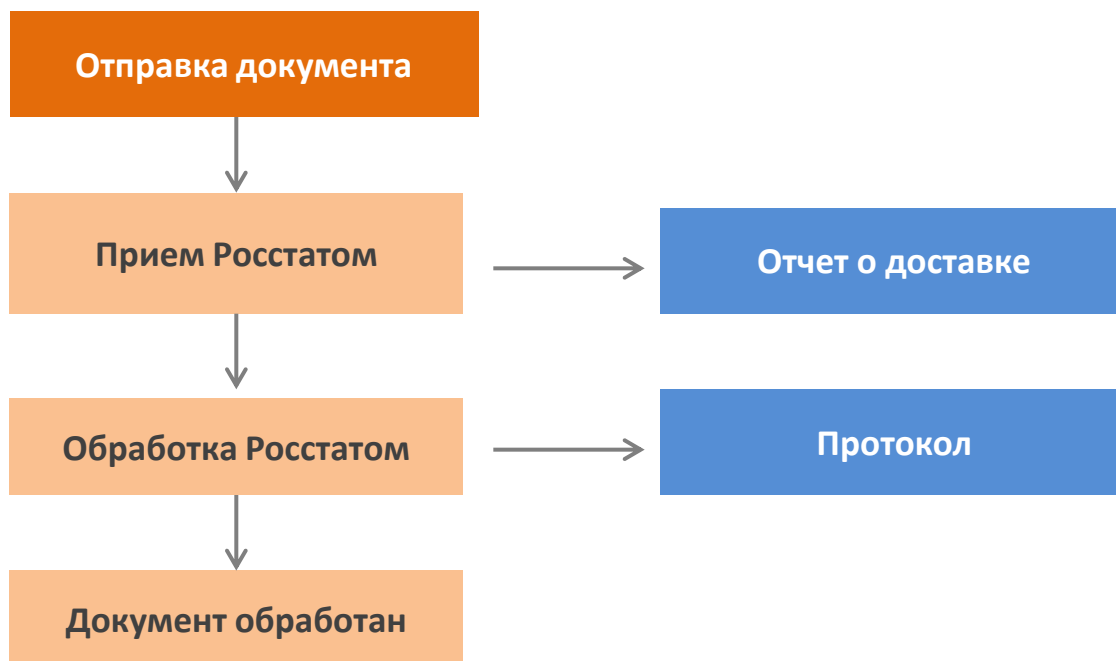 Отправка документа
Прием Росстатом
Отчет о доставке
Обработка Росстатом
Протокол
Документ обработан